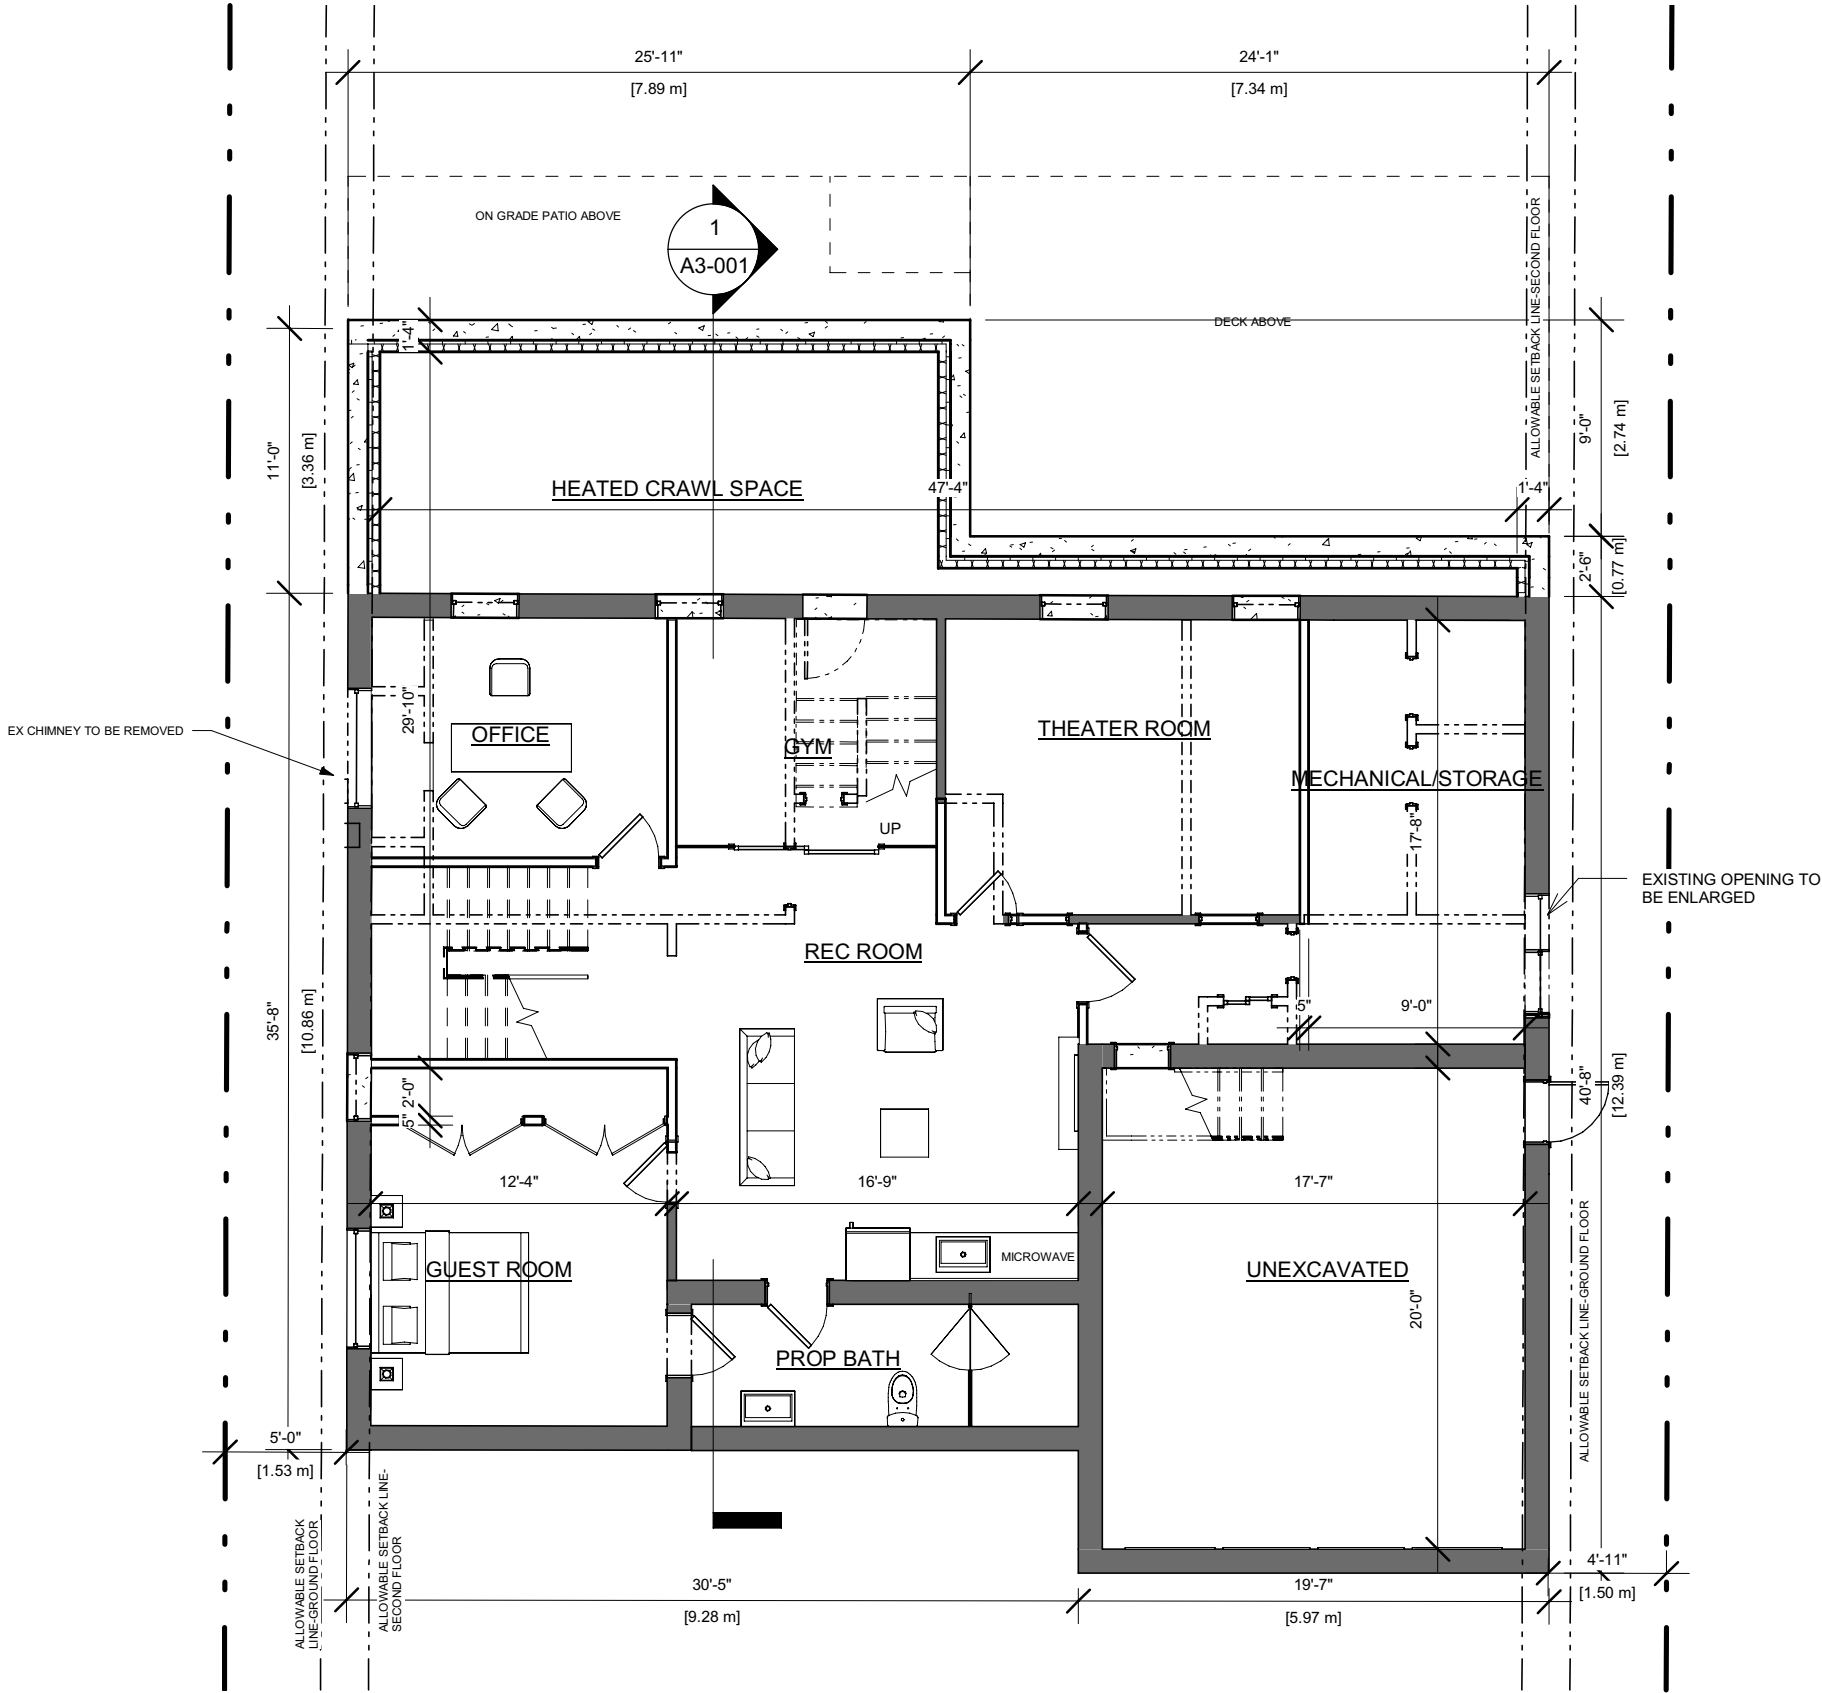 25'-11"
24'-1"
[7.89 m]
[7.34 m]
ON GRADE PATIO ABOVE
1
A3-001
ALLOWABLE SETBACK LINE-SECOND FLOOR
DECK ABOVE
1'-4"
11'-0"
[3.36 m]
9'-0"
[2.74 m]
HEATED CRAWL SPACE
47'-4"
1'-4"
2'-6"
[0.77 m]
EX CHIMNEY TO BE REMOVED
29'-10"
OFFICE
GYM
THEATER ROOM
MECHANICAL/STORAGE
UP
17'-8"
EXISTING OPENING TO
BE ENLARGED
REC ROOM
35'-8"
[10.86 m]
5"
9'-0"
2'-0"
5"
40'-8"
[12.39 m]
12'-4"
16'-9"
17'-7"
GUEST ROOM
MICROWAVE
UNEXCAVATED
20'-0"
ALLOWABLE SETBACK LINE-GROUND FLOOR
PROP BATH
5'-0"
[1.53 m]
ALLOWABLE SETBACK
LINE-GROUND FLOOR
ALLOWABLE SETBACK LINE-
SECOND FLOOR
30'-5"
[9.28 m]
19'-7"
[5.97 m]
4'-11"
[1.50 m]